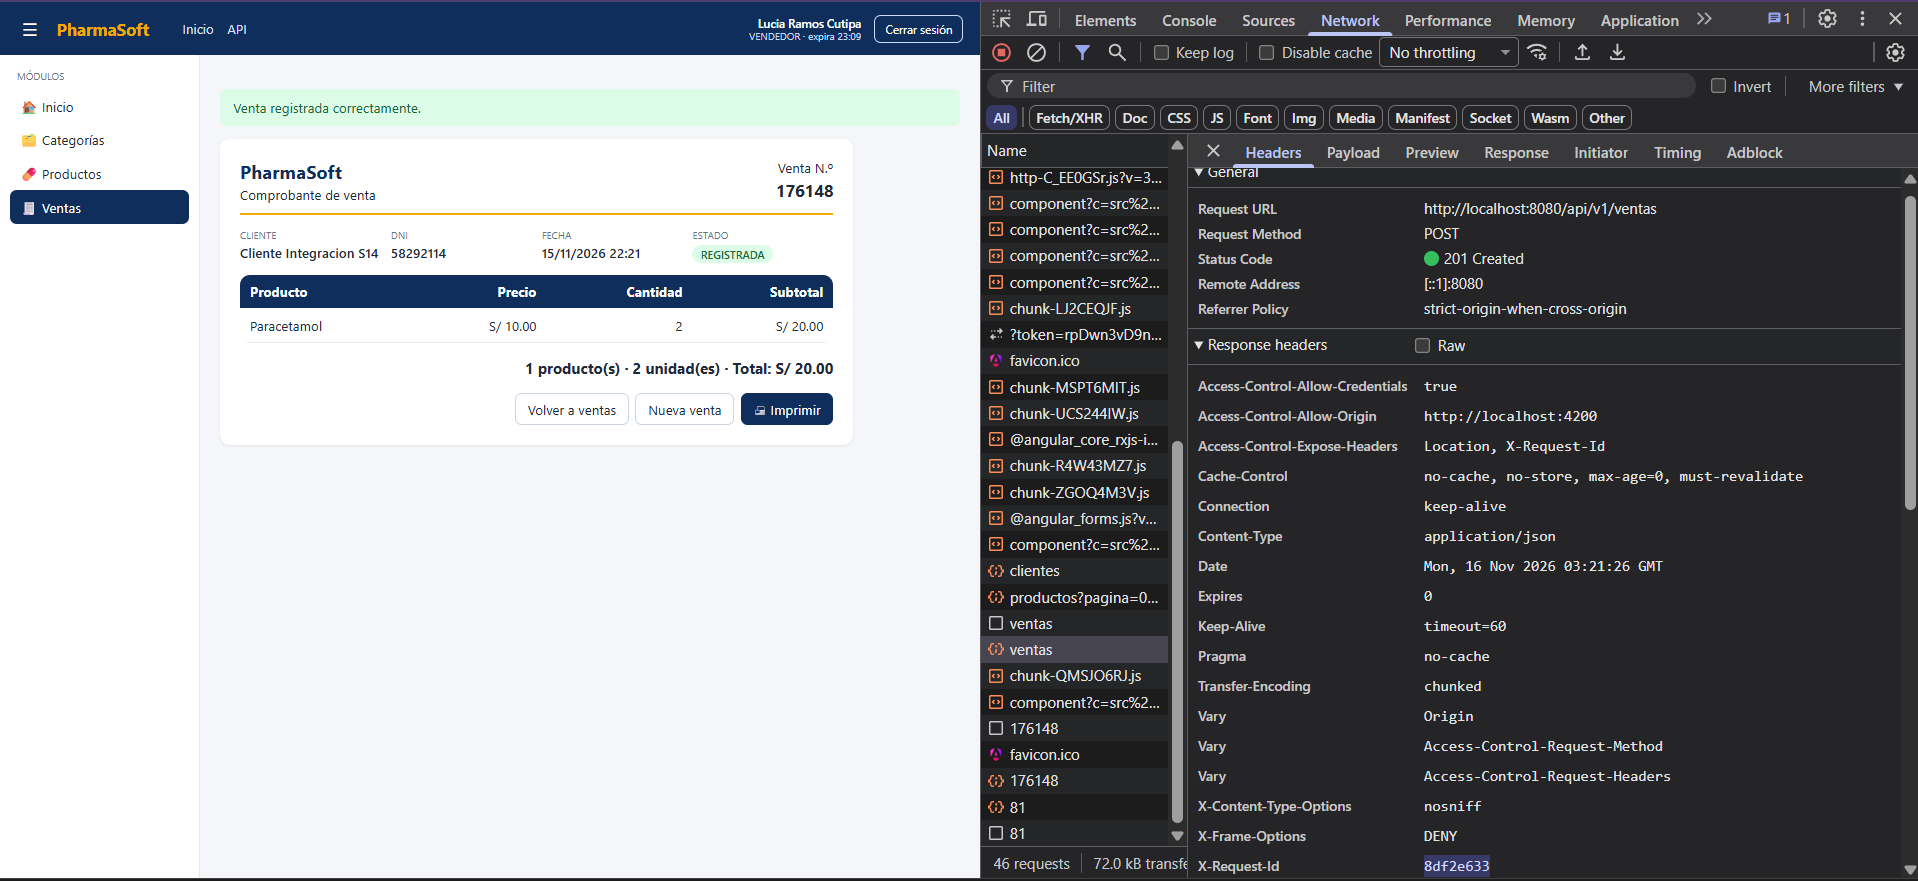 PharmaSoft
Inicio
API
Lucia Ramos Cutipa
VENDEDOR · expira 23:09
Cerrar sesión
MÓDULOS
Inicio
Categorías
Productos
Ventas
Venta registrada correctamente.
PharmaSoft
Comprobante de venta
Venta N.º
176148
CLIENTE
Cliente Integracion S14
DNI
58292114
FECHA
15/11/2026 22:21
ESTADO
REGISTRADA
Producto Precio Cantidad Subtotal
Paracetamol S/ 10.00 2 S/ 20.00
1 producto(s) · 2 unidad(es) · Total: S/ 20.00
Volver a ventas
Nueva venta
Imprimir
Elements Console Sources Network Performance Memory Application 1
Keep log Disable cache No throttling
Filter Invert More filters
All Fetch/XHR Doc CSS JS Font Img Media Manifest Socket Wasm Other
Name
http-C_EE0GSr.js?v=3...
component?c=src%2...
component?c=src%2...
component?c=src%2...
component?c=src%2...
chunk-LJ2CEQJF.js
?token=rpDwn3vD9n...
favicon.ico
chunk-MSPT6MIT.js
chunk-UCS244IW.js
@angular_core_rxjs-i...
chunk-R4W43MZ7.js
chunk-ZGOQ4M3V.js
@angular_forms.js?v...
component?c=src%2...
clientes
productos?pagina=0...
ventas
ventas
chunk-QMSJO6RJ.js
component?c=src%2...
176148
favicon.ico
176148
81
81
46 requests 72.0 kB transfe
Headers Payload Preview Response Initiator Timing Adblock
General
Request URL http://localhost:8080/api/v1/ventas
Request Method POST
Status Code 201 Created
Remote Address [::1]:8080
Referrer Policy strict-origin-when-cross-origin
Response headers Raw
Access-Control-Allow-Credentials true
Access-Control-Allow-Origin http://localhost:4200
Access-Control-Expose-Headers Location, X-Request-Id
Cache-Control no-cache, no-store, max-age=0, must-revalidate
Connection keep-alive
Content-Type application/json
Date Mon, 16 Nov 2026 03:21:26 GMT
Expires 0
Keep-Alive timeout=60
Pragma no-cache
Transfer-Encoding chunked
Vary Origin
Vary Access-Control-Request-Method
Vary Access-Control-Request-Headers
X-Content-Type-Options nosniff
X-Frame-Options DENY
X-Request-Id 8df2e633